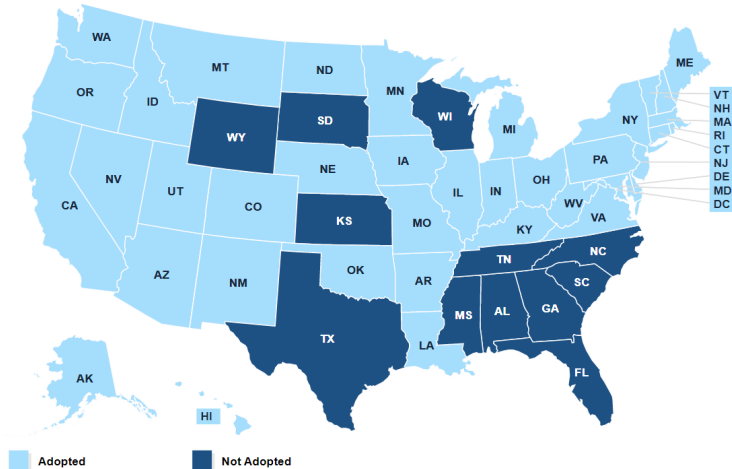 WA
MT
ND
MN
ME
OR
ID
WY
SD
WI
MI
NY
VT
NH
MA
RI
CT
NJ
DE
MD
DC
NV
UT
CO
NE
IA
IL
IN
OH
PA
WV
VA
CA
KS
MO
KY
AZ
NM
OK
AR
TN
NC
SC
TX
LA
MS
AL
GA
FL
AK
HI
Adopted
Not Adopted